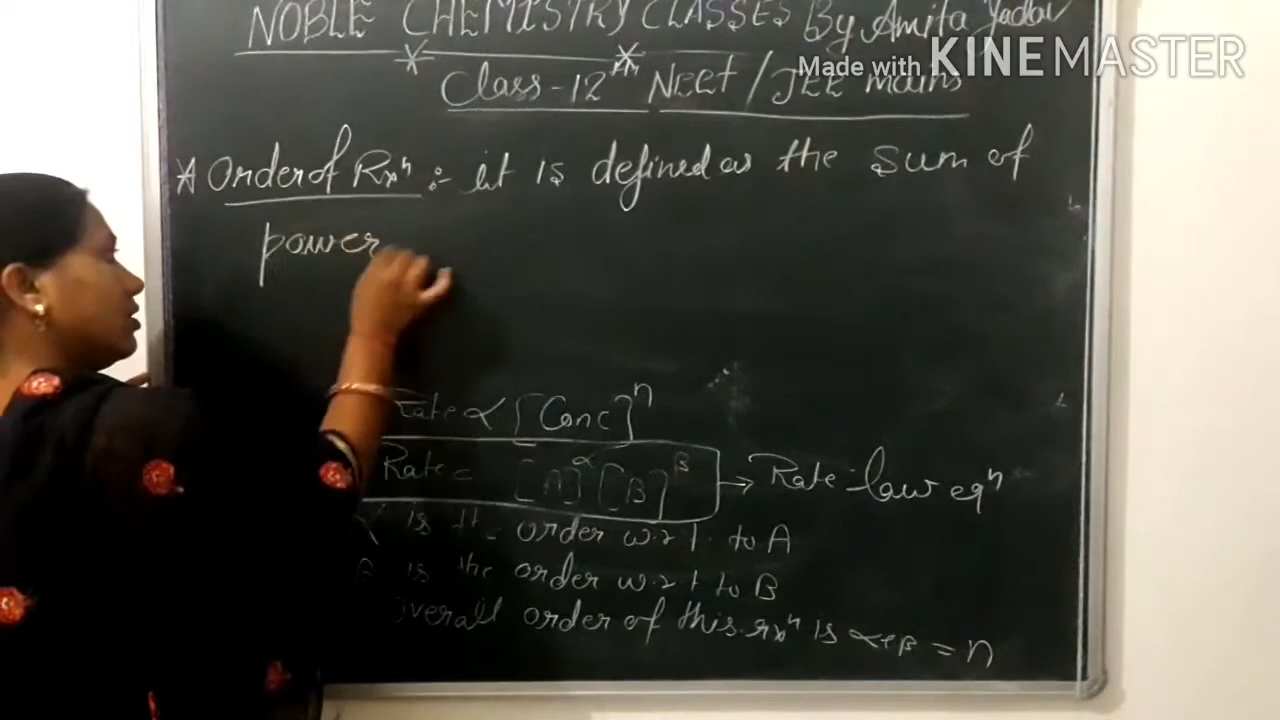 NOBLE CHEMISTRY CLASSES By Amita Yadav
Made with KINEMASTER
Class-12th NEET / JEE mains
* Order of Rxⁿ :- it is defined as the sum of
power
Rate ∝ [Conc]ⁿ
Rate = [A]^α [B]^β → Rate-law eqⁿ
α is the order w.r.t. to A
β is the order w.r.t to B
Overall order of this rxⁿ is α+β = n